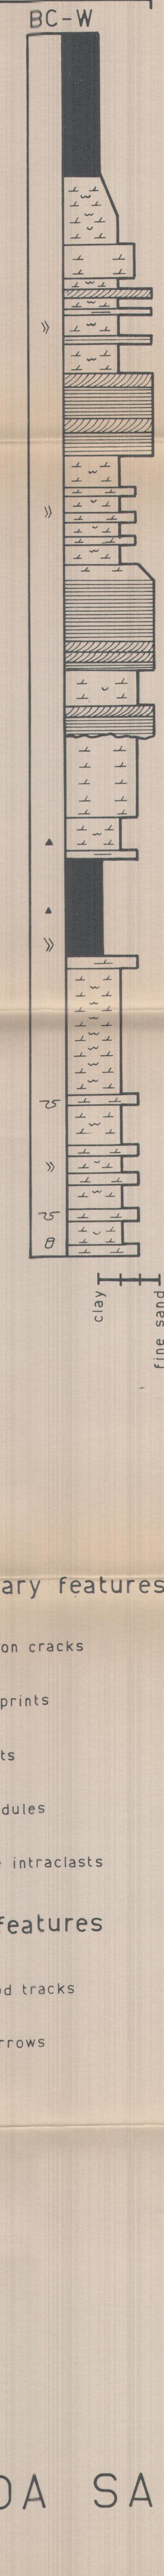 BC-W
clay
fine sand
ary features
on cracks
prints
ts
dules
intraclasts
features
d tracks
rrows
DA SA